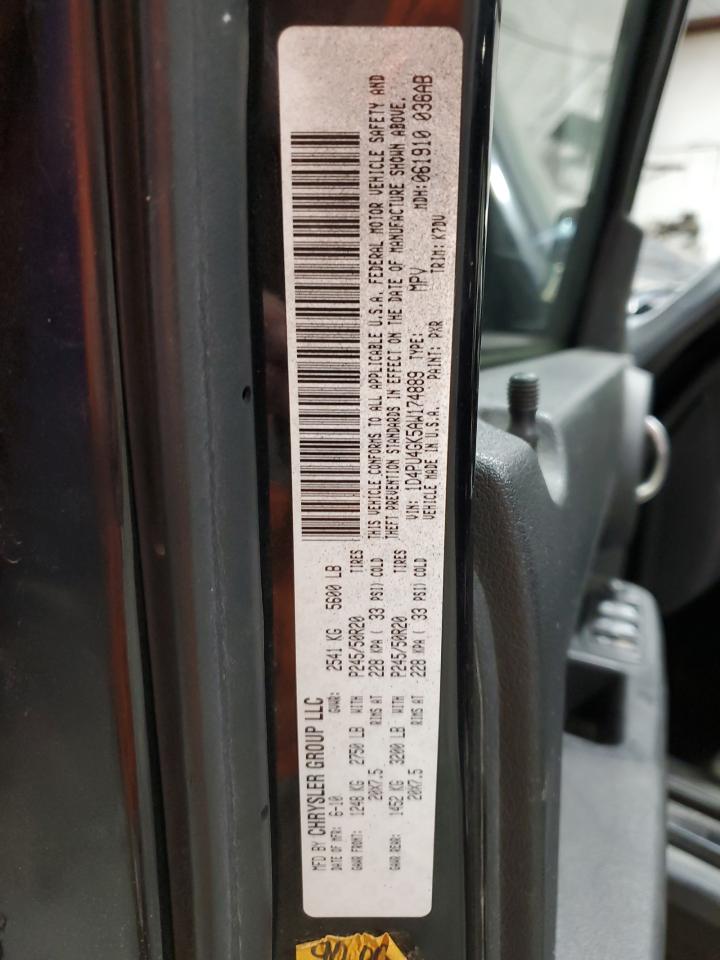 MFD BY CHRYSLER GROUP LLC
DATE OF MFR: 6-10 GVWR: 2541 KG 5600 LB
GAWR FRONT: 1248 KG 2750 LB WITH P245/50R20 TIRES
20X7.5 RIMS AT 228 KPA ( 33 PSI) COLD
GAWR REAR: 1452 KG 3200 LB WITH P245/50R20 TIRES
20X7.5 RIMS AT 228 KPA ( 33 PSI) COLD
THIS VEHICLE CONFORMS TO ALL APPLICABLE U.S.A. FEDERAL MOTOR VEHICLE SAFETY AND
THEFT PREVENTION STANDARDS IN EFFECT ON THE DATE OF MANUFACTURE SHOWN ABOVE.
VIN: 1D4PU4GK5AW174889 TYPE: MPV MDH:061910 036AB
VEHICLE MADE IN U.S.A. PAINT: PXR TRIM: K7DV